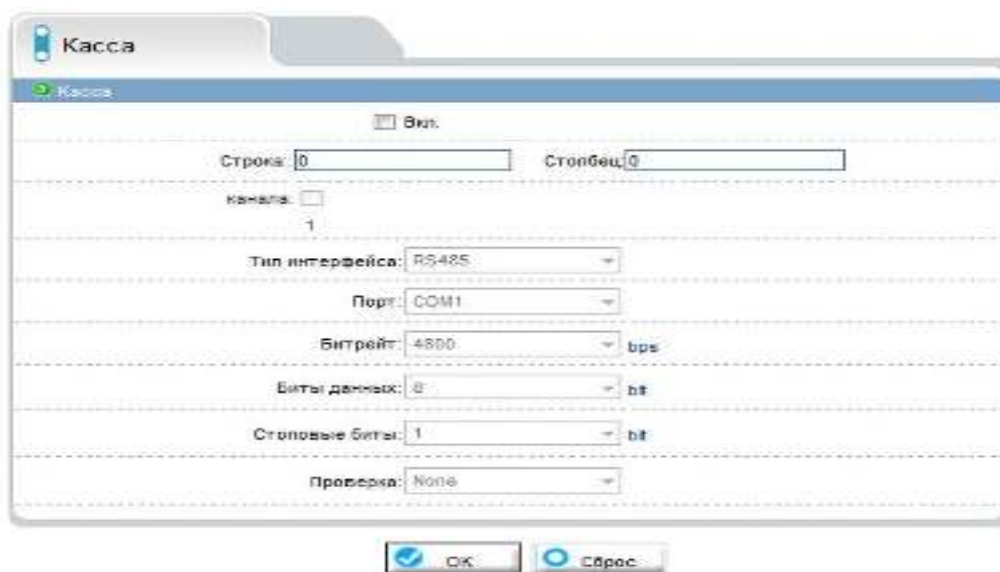 Касса
Касса
Вкл.
Строка: 0 Столбец: 0
канала:
1
Тип интерфейса: RS485
Порт: COM1
Битрейт: 4800 bps
Биты данных: 8 bit
Стоповые биты: 1 bit
Проверка: None
OK Сброс